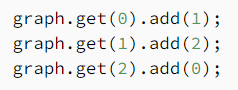 graph.get(0).add(1);
graph.get(1).add(2);
graph.get(2).add(0);